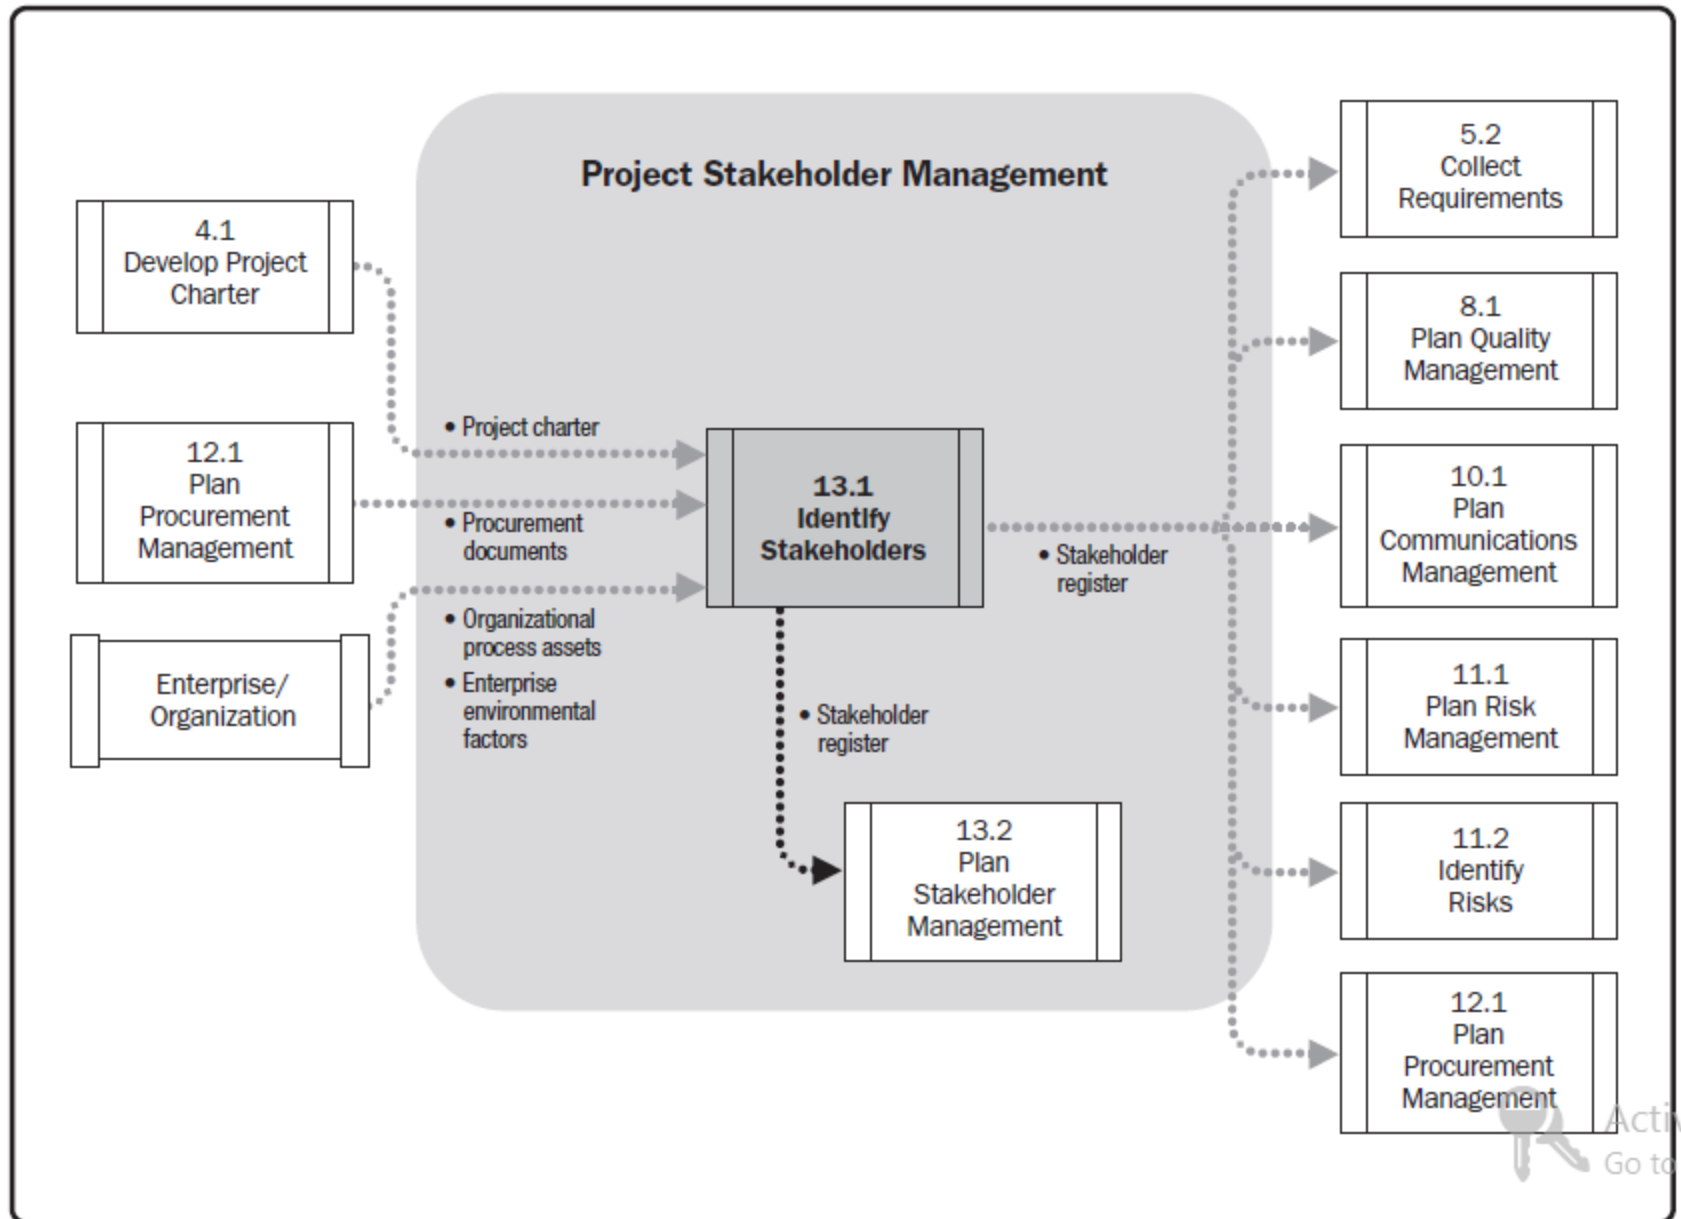 Project Stakeholder Management
4.1
Develop Project
Charter
12.1
Plan
Procurement
Management
Enterprise/
Organization
• Project charter
• Procurement
documents
• Organizational
process assets
• Enterprise
environmental
factors
13.1
Identify
Stakeholders
• Stakeholder
register
• Stakeholder
register
13.2
Plan
Stakeholder
Management
5.2
Collect
Requirements
8.1
Plan Quality
Management
10.1
Plan
Communications
Management
11.1
Plan Risk
Management
11.2
Identify
Risks
12.1
Plan
Procurement
Management
Go to